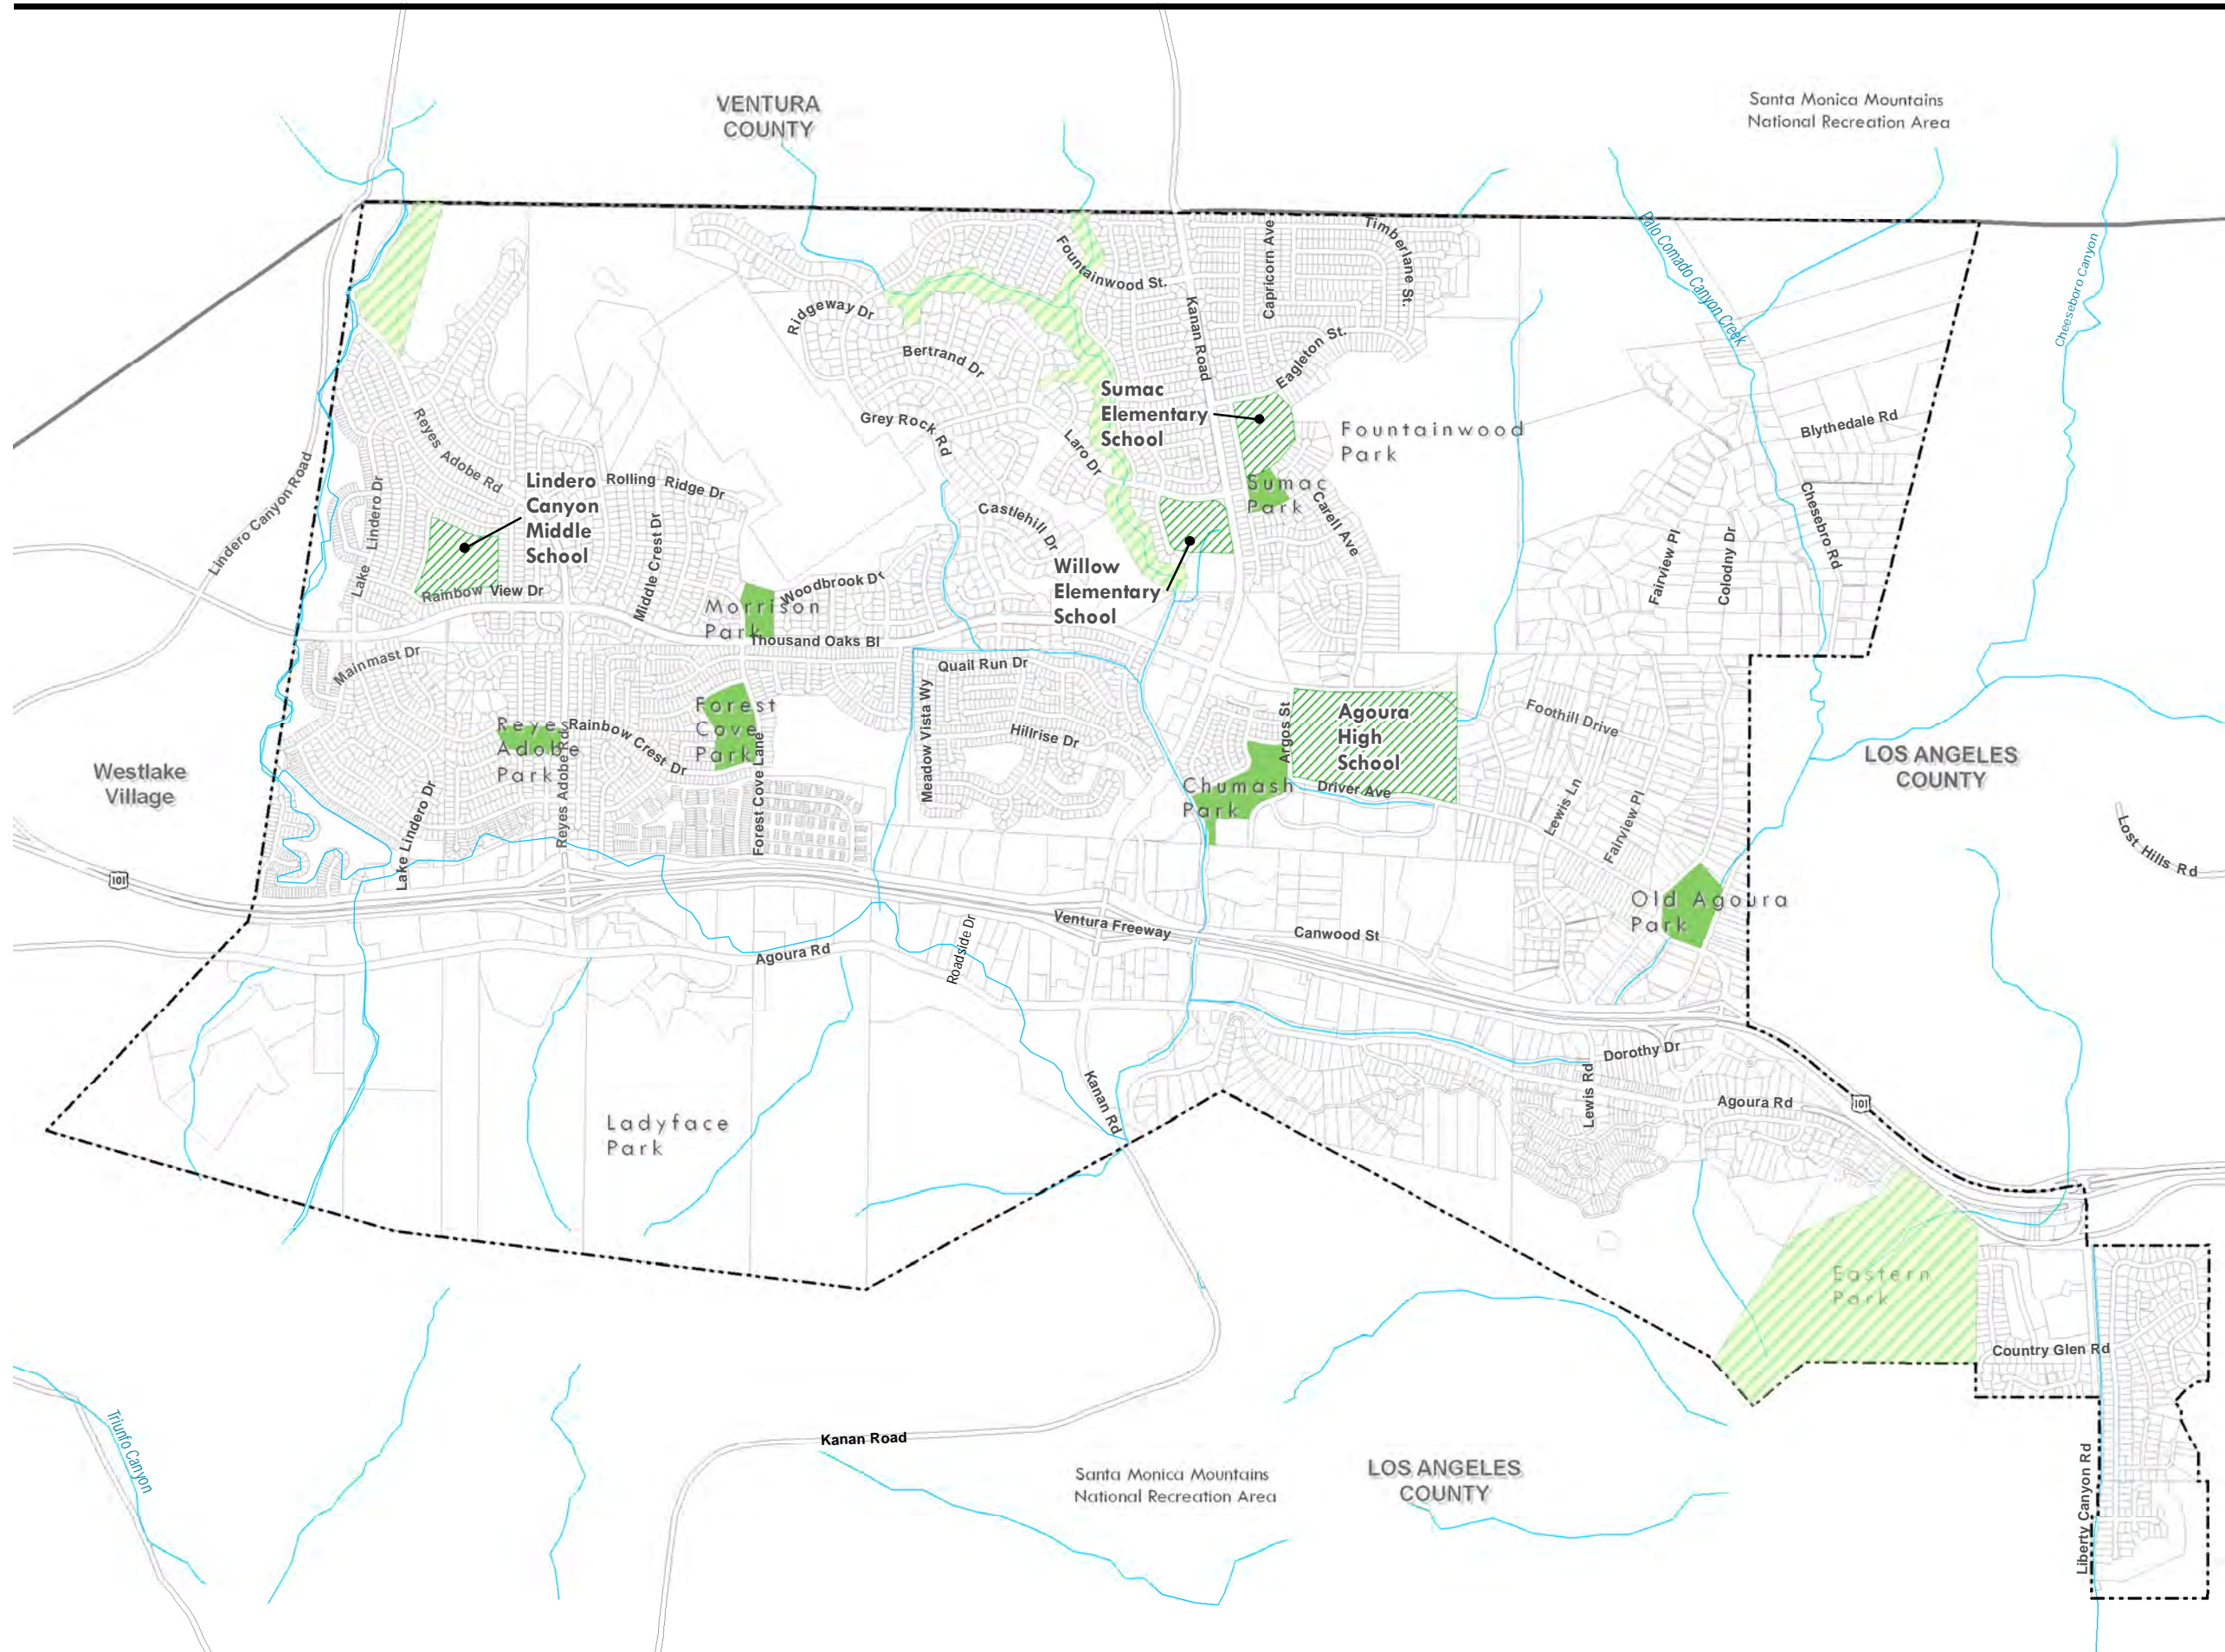 VENTURA
COUNTY
Santa Monica Mountains
National Recreation Area
Palo Comado Canyon Creek
Cheeseboro Canyon
Timberlane St.
Capricorn Ave
Fountainwood St.
Kanan Road
Ridgeway Dr
Bertrand Dr
Eagleton St.
Sumac
Elementary
School
Grey Rock Rd
Laro Dr
Fountainwood
Park
Blythedale Rd
Reyes Adobe Rd
Lindero
Canyon
Middle
School
Rolling Ridge Dr
Sumac
Park
Carell Ave
Chesebro Rd
Lindero Canyon Road
Lake Lindero Dr
Castlehill Dr
Middle Crest Dr
Fairview Pl
Colodny Dr
Willow
Elementary
School
Rainbow View Dr
Woodbrook Dr
Morrison
Park
Thousand Oaks Bl
Mainmast Dr
Quail Run Dr
Meadow Vista Wy
Hillrise Dr
Forest
Cove
Park
Reyes
Adobe
Park
Rainbow Crest Dr
Argos St
Agoura
High
School
Foothill Drive
Westlake
Village
LOS ANGELES
COUNTY
Chumash
Park
Driver Ave
Lewis Ln
Fairview Pl
Lake Lindero Dr
Reyes Adobe Rd
Forest Cove Lane
Lost Hills Rd
101
Old Agoura
Park
Ventura Freeway
Canwood St
Agoura Rd
Roadside Dr
Dorothy Dr
Kanan Rd
Lewis Rd
Agoura Rd
101
Ladyface
Park
Eastern
Park
Country Glen Rd
Triunfo Canyon
Kanan Road
Santa Monica Mountains
National Recreation Area
LOS ANGELES
COUNTY
Liberty Canyon Rd